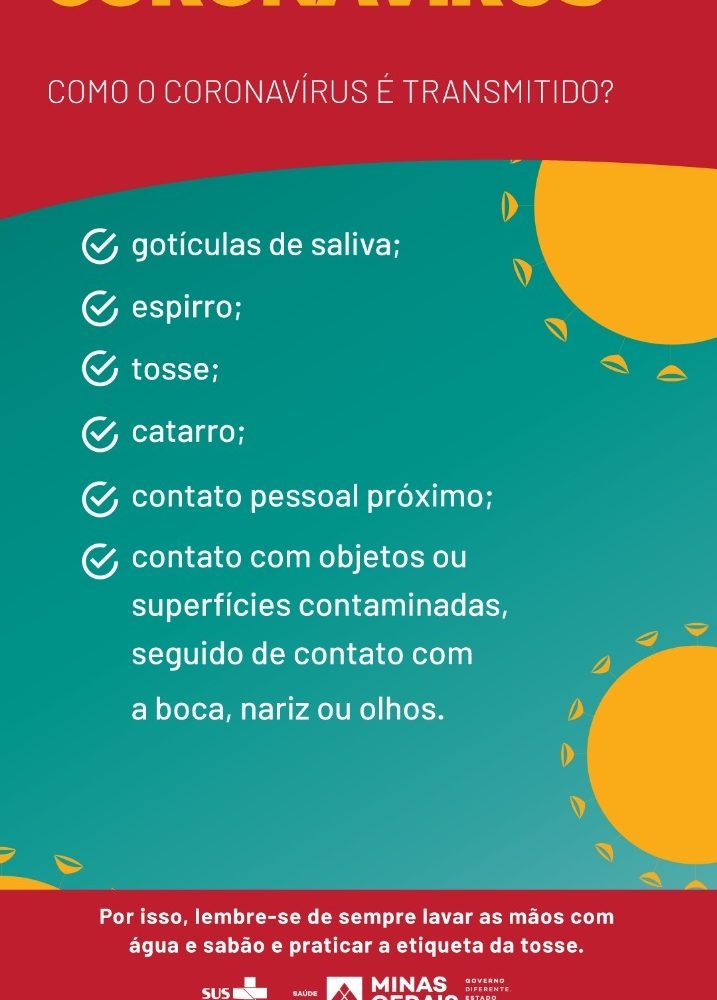 CORONAVÍRUS
COMO O CORONAVÍRUS É TRANSMITIDO?
gotículas de saliva;
espirro;
tosse;
catarro;
contato pessoal próximo;
contato com objetos ou
superfícies contaminadas,
seguido de contato com
a boca, nariz ou olhos.
Por isso, lembre-se de sempre lavar as mãos com
água e sabão e praticar a etiqueta da tosse.
SUS
SAÚDE
MINAS
GERAIS
GOVERNO
DIFERENTE.
ESTADO